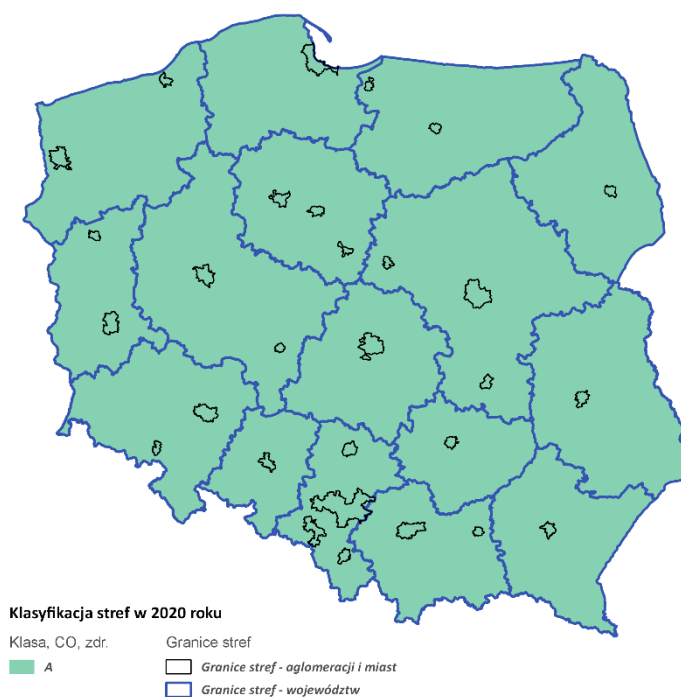 Klasyfikacja stref w 2020 roku
Klasa, CO, zdr.
A
Granice stref
Granice stref - aglomeracji i miast
Granice stref - województw